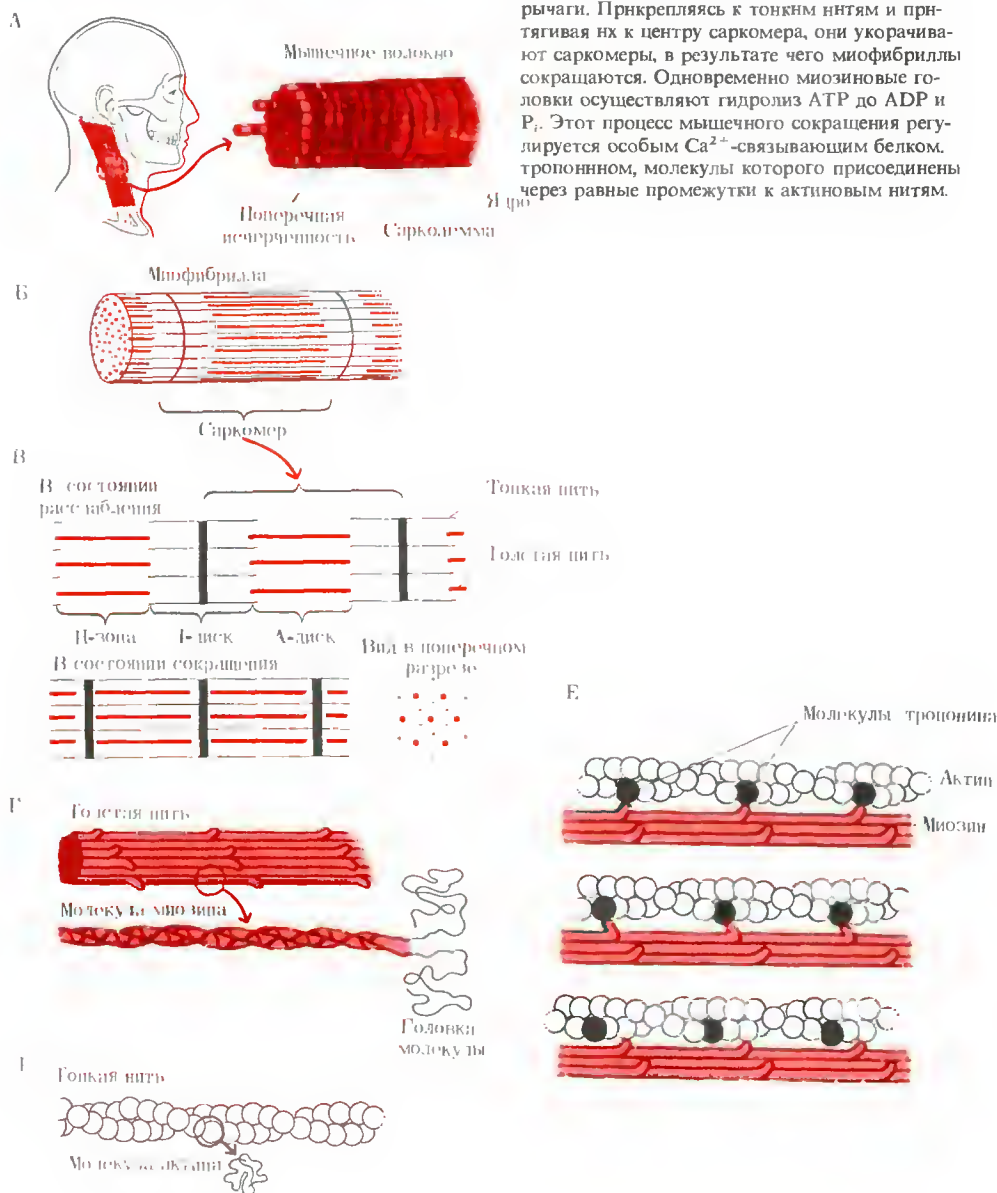 рычаги. Прикрепляясь к тонким нитям и при-
тягивая их к центру саркомера, они укорачива-
ют саркомеры, в результате чего миофибриллы
сокращаются. Одновременно миозиновые го-
ловки осуществляют гидролиз АТР до ADP и
Pᵢ. Этот процесс мышечного сокращения регу-
лируется особым Ca²⁺-связывающим белком.
тропонином, молекулы которого присоединены
через равные промежутки к актиновым нитям.
А
Мышечное волокно
Ядро
Поперечная
исчерченность
Сарколемма
Б
Миофибрилла
Саркомер
В
В состоянии
расслабления
Тонкая нить
Толстая нить
Н-зона
I-диск
А-диск
В состоянии сокращения
Вид в поперечном
разрезе
Г
Толстая нить
Молекула миозина
Головка
молекулы
Тонкая нить
Молекула актина
Е
Молекулы тропонина
Актин
Миозин